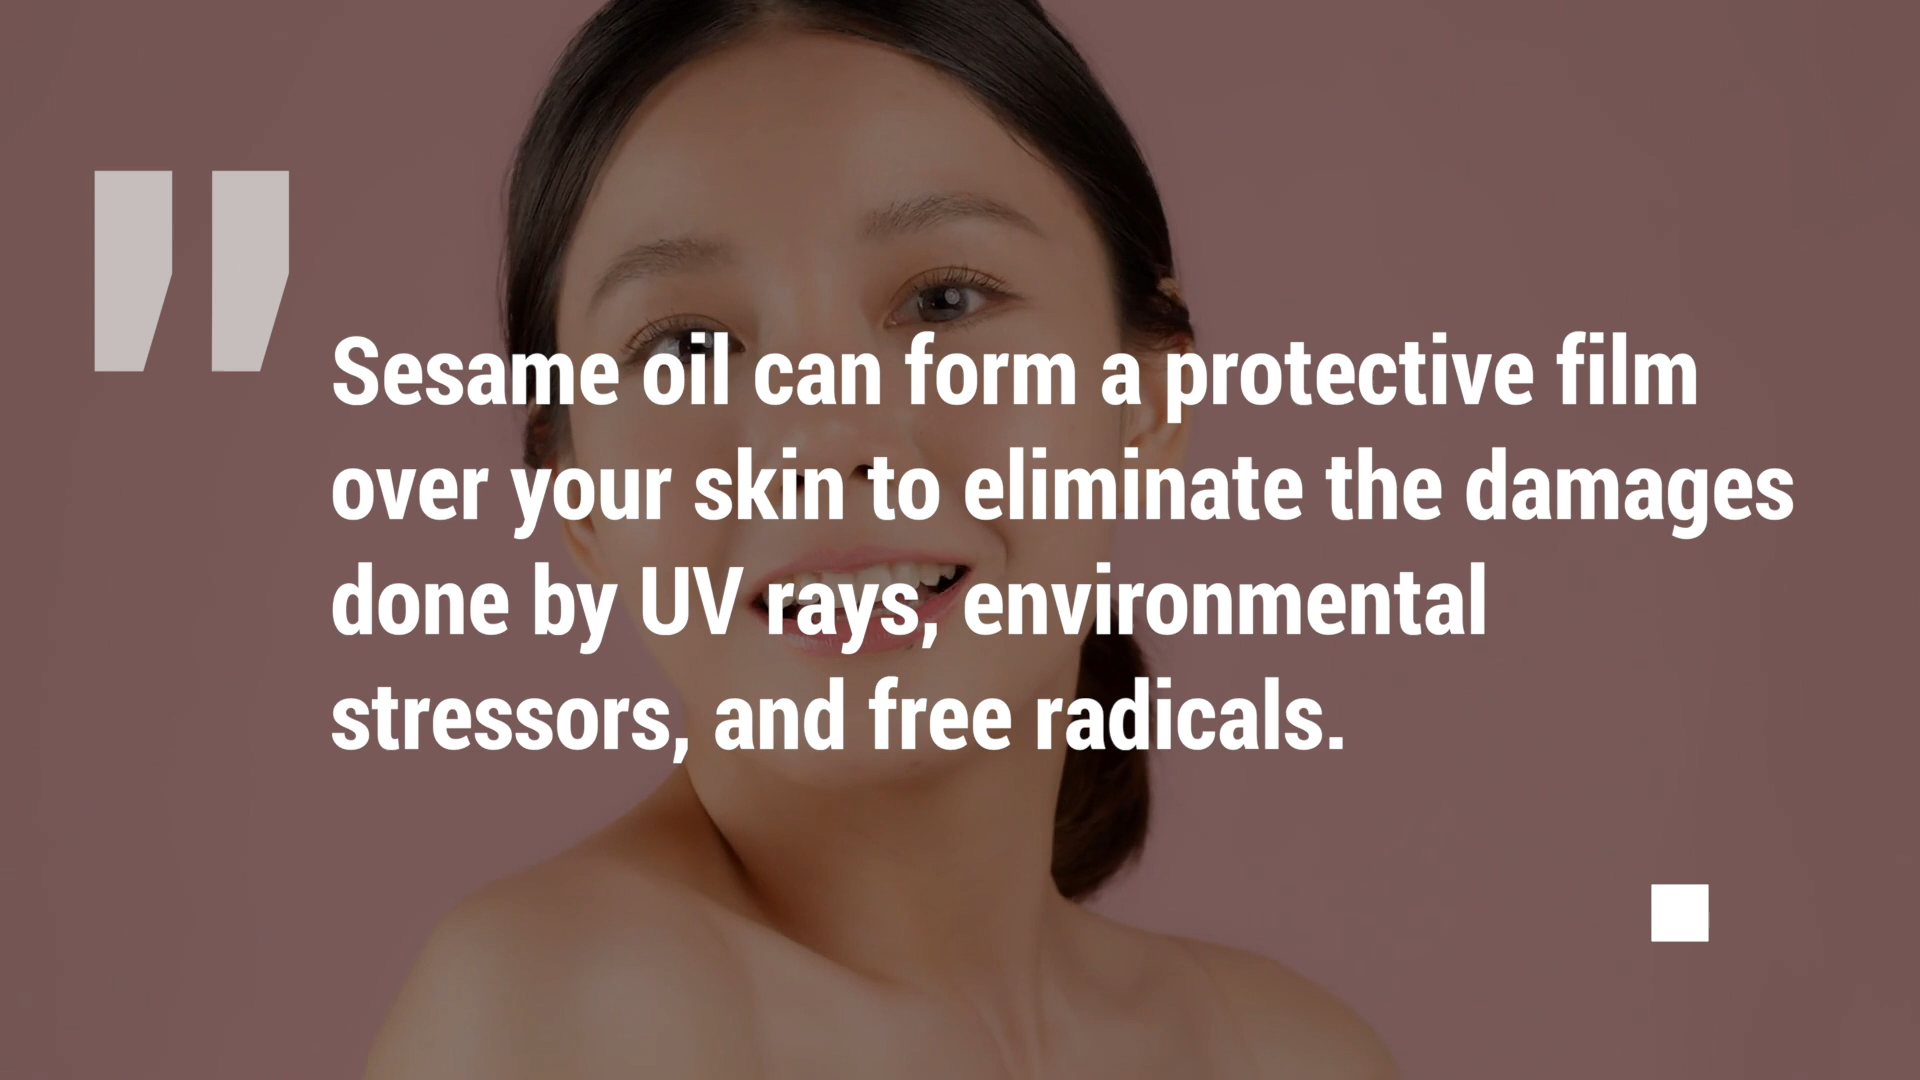 "
Sesame oil can form a protective film
over your skin to eliminate the damages
done by UV rays, environmental
stressors, and free radicals.